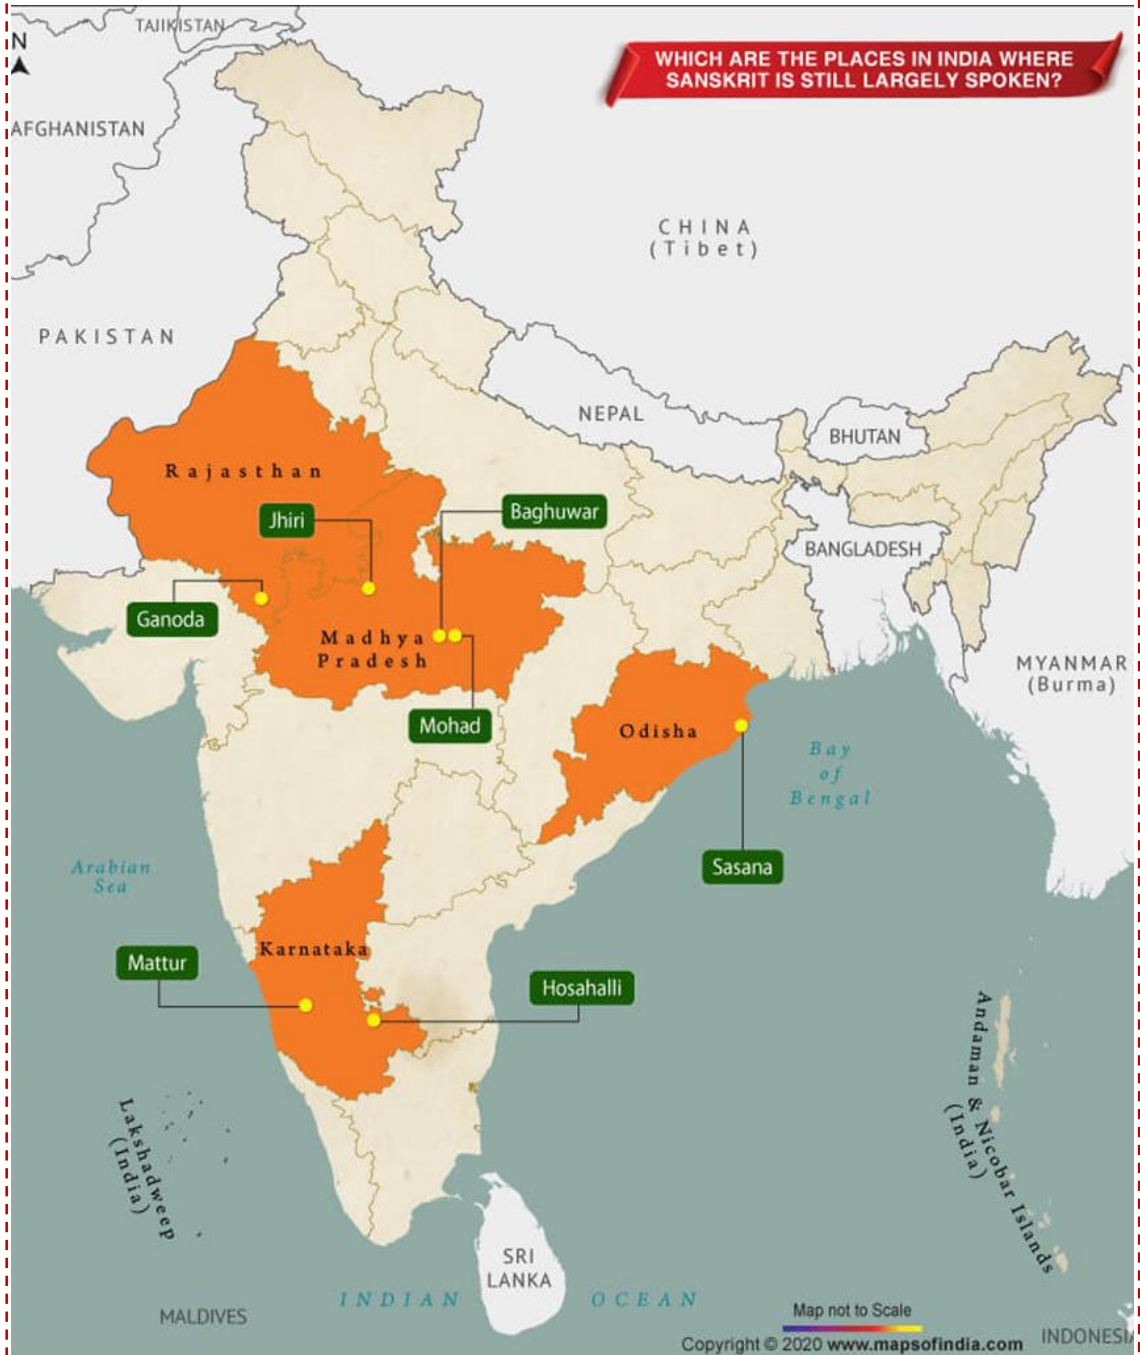 TAJIKISTAN
N
WHICH ARE THE PLACES IN INDIA WHERE
SANSKRIT IS STILL LARGELY SPOKEN?
AFGHANISTAN
CHINA
(Tibet)
PAKISTAN
NEPAL
BHUTAN
Rajasthan
Jhiri
Baghuwar
BANGLADESH
Ganoda
Madhya
Pradesh
MYANMAR
(Burma)
Mohad
Odisha
Bay
of
Bengal
Arabian
Sea
Sasana
Karnataka
Mattur
Hosahalli
Andaman & Nicobar Islands
(India)
Lakshadweep
(India)
SRI
LANKA
INDIAN OCEAN
MALDIVES
Map not to Scale
Copyright © 2020 www.mapsofindia.com
INDONESIA